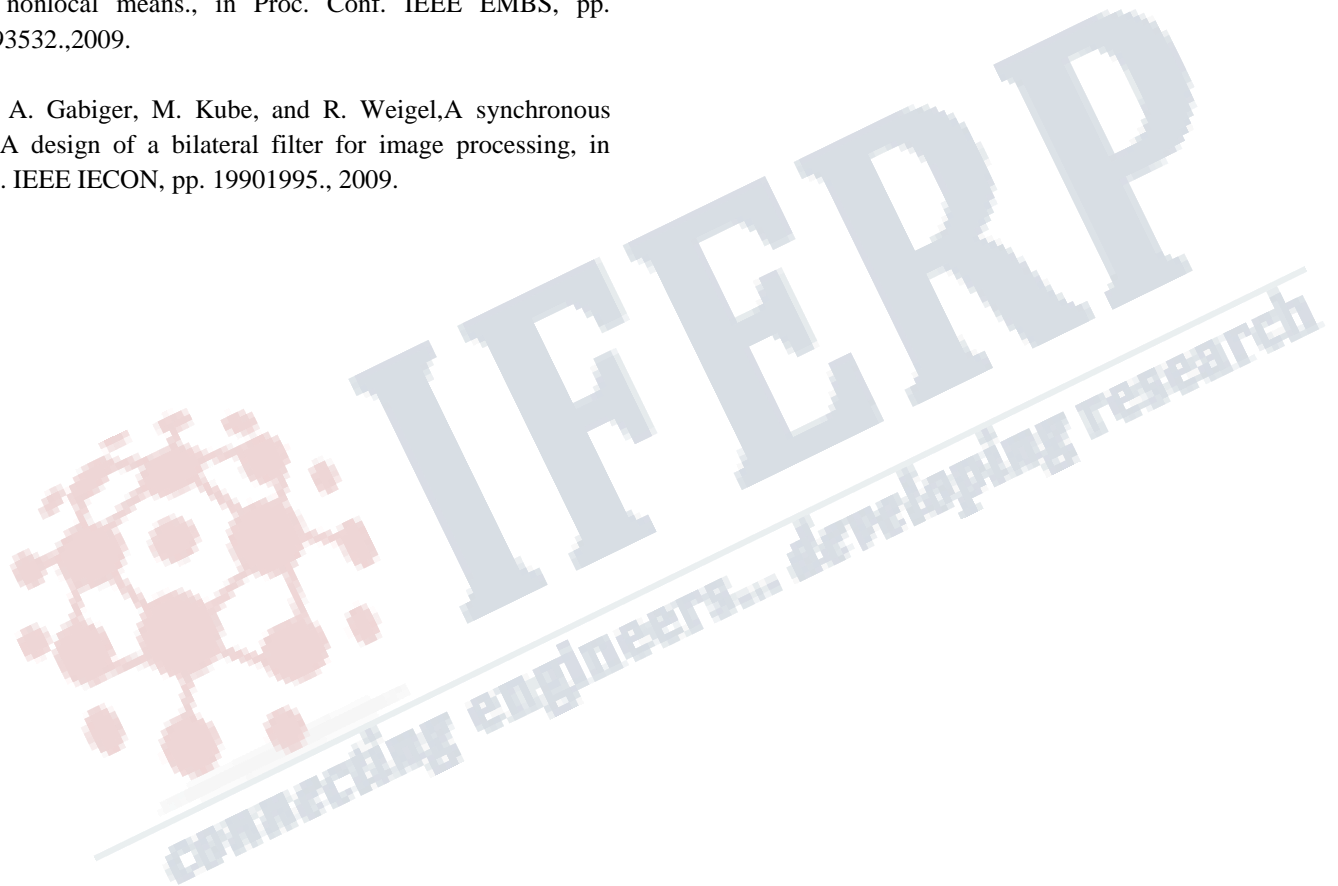 nonlocal means., in Proc. Conf. IEEE EMBS, pp.
93532.,2009.
A. Gabiger, M. Kube, and R. Weigel,A synchronous
A design of a bilateral filter for image processing, in
. IEEE IECON, pp. 19901995., 2009.
IFERP
connecting engineers... developing research